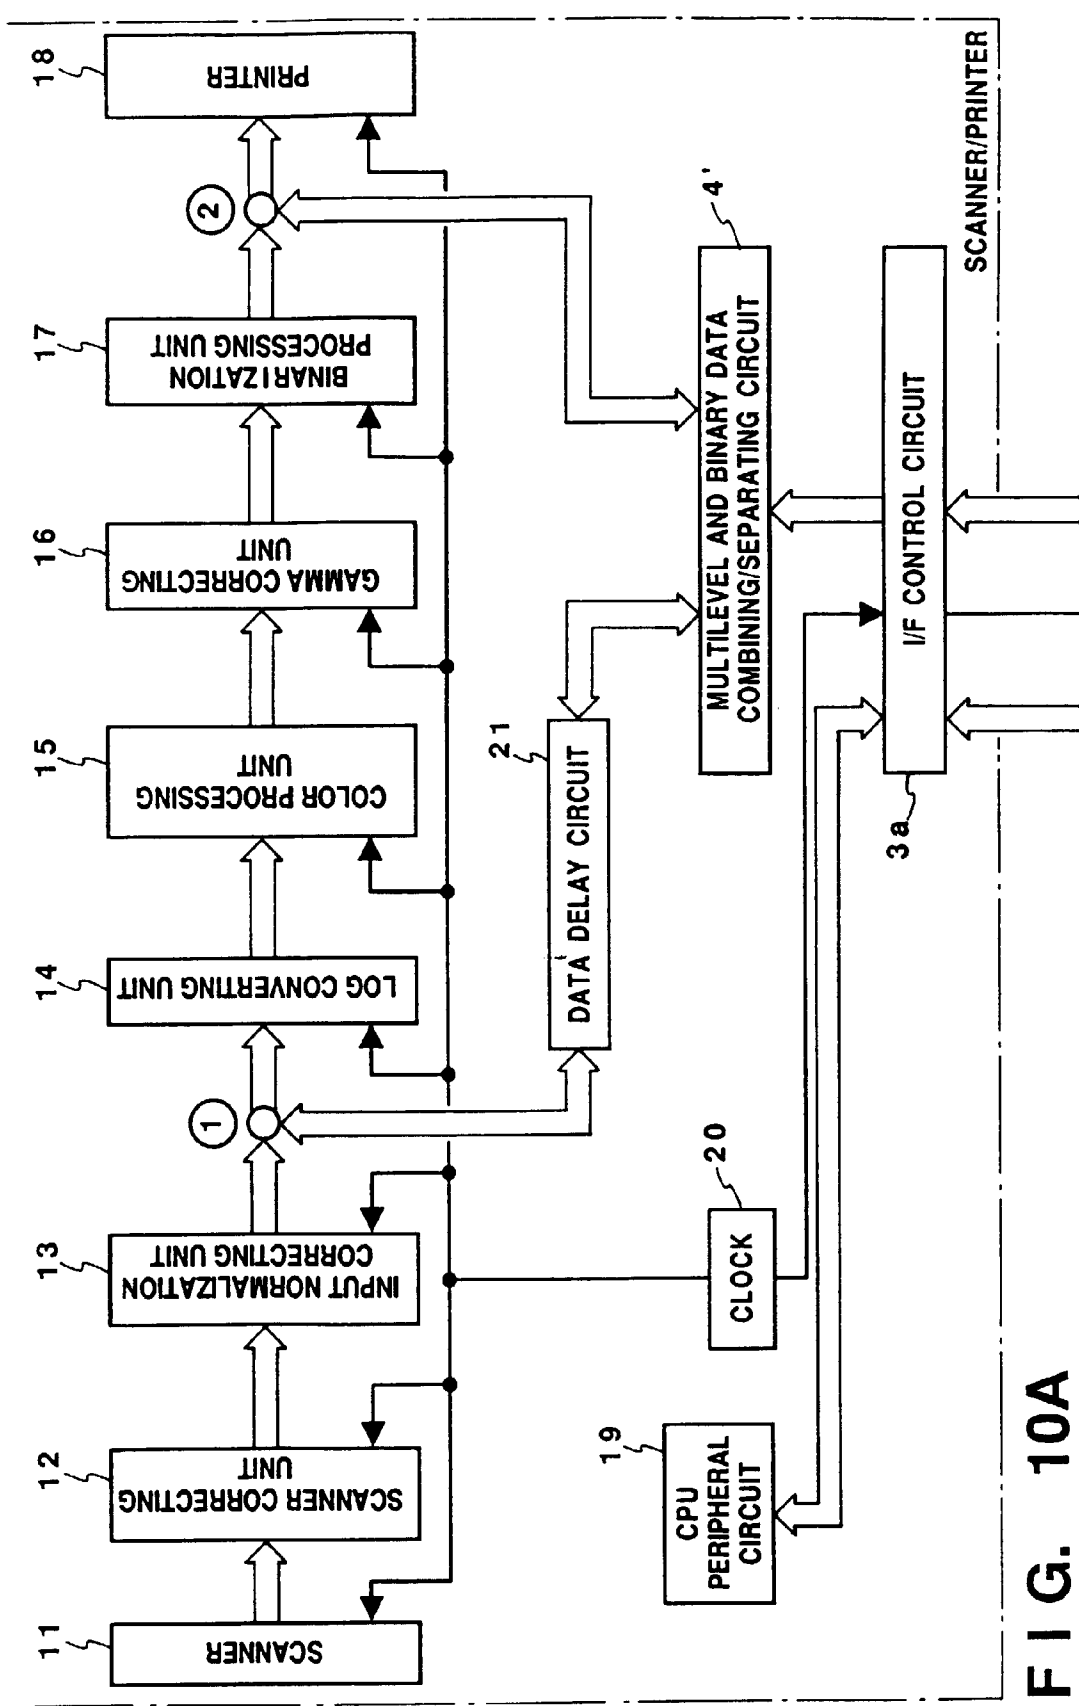 11
SCANNER
12
SCANNER CORRECTING
UNIT
13
INPUT NORMALIZATION
CORRECTING UNIT
1
14
LOG CONVERTING UNIT
15
COLOR PROCESSING
UNIT
16
GAMMA CORRECTING
UNIT
17
BINARIZATION
PROCESSING UNIT
2
18
PRINTER
21
DATA DELAY CIRCUIT
19
CPU
PERIPHERAL
CIRCUIT
20
CLOCK
4'
MULTILEVEL AND BINARY DATA
COMBINING/SEPARATING CIRCUIT
3a
I/F CONTROL CIRCUIT
SCANNER/PRINTER
FIG. 10A